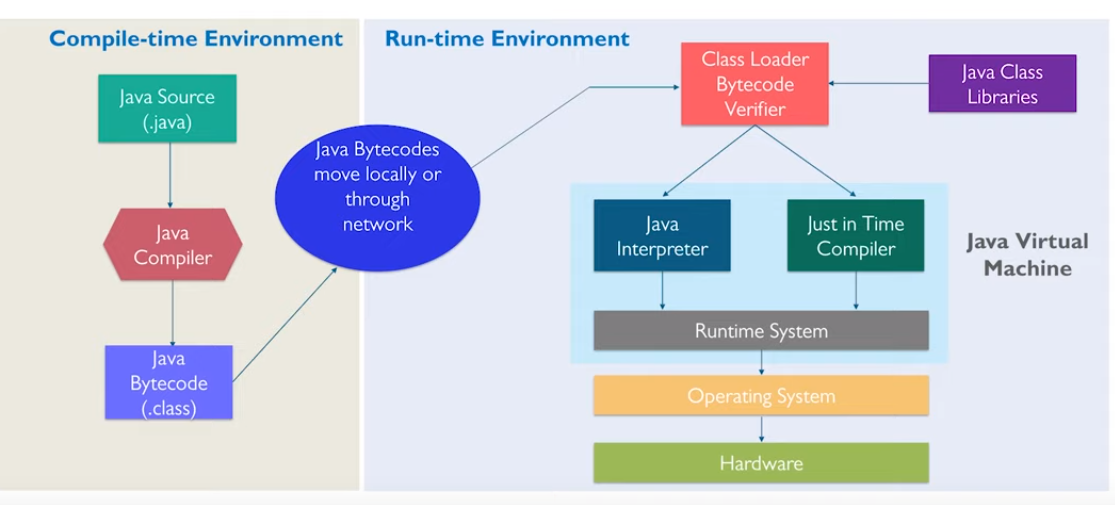 Compile-time Environment
Run-time Environment
Java Source
(.java)
Java
Compiler
Java
Bytecode
(.class)
Java Bytecodes
move locally or
through
network
Class Loader
Bytecode
Verifier
Java Class
Libraries
Java
Interpreter
Just in Time
Compiler
Java Virtual
Machine
Runtime System
Operating System
Hardware